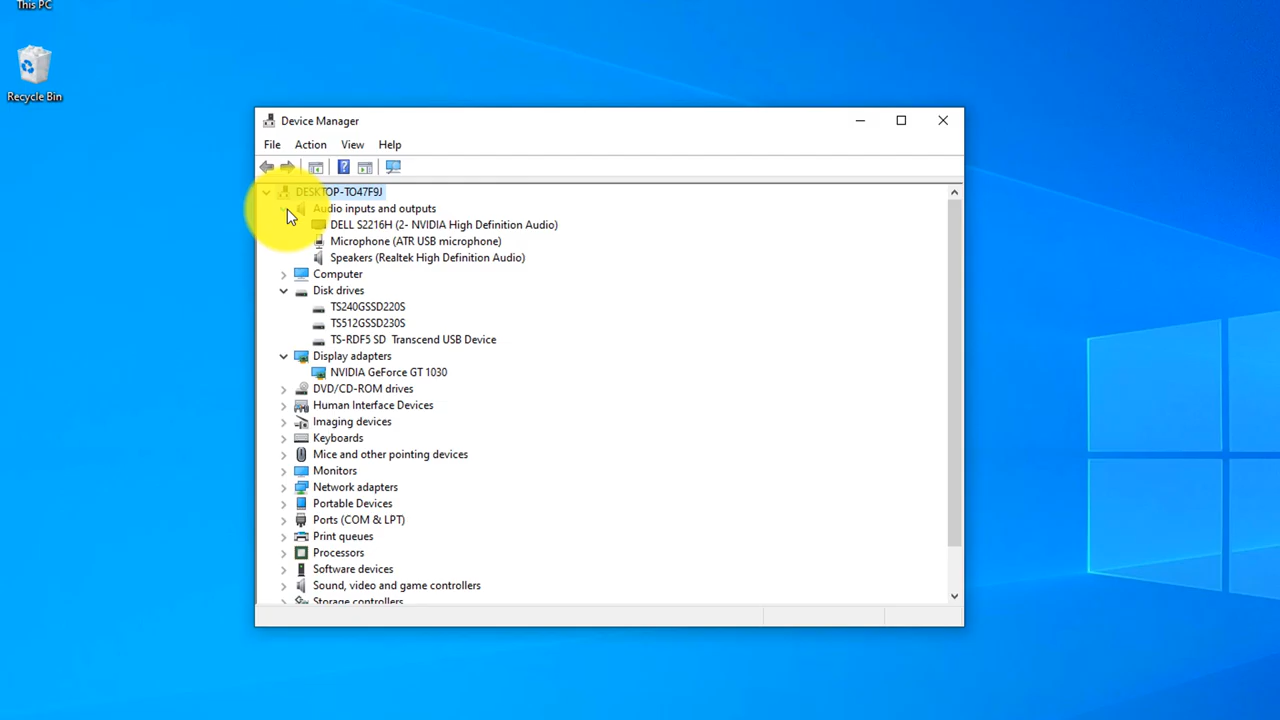 This PC
Recycle Bin
Device Manager
File Action View Help
DESKTOP-TO47F9J
Audio inputs and outputs
DELL S2216H (2- NVIDIA High Definition Audio)
Microphone (ATR USB microphone)
Speakers (Realtek High Definition Audio)
Computer
Disk drives
TS240GSSD220S
TS512GSSD230S
TS-RDF5 SD Transcend USB Device
Display adapters
NVIDIA GeForce GT 1030
DVD/CD-ROM drives
Human Interface Devices
Imaging devices
Keyboards
Mice and other pointing devices
Monitors
Network adapters
Portable Devices
Ports (COM & LPT)
Print queues
Processors
Software devices
Sound, video and game controllers
Storage controllers